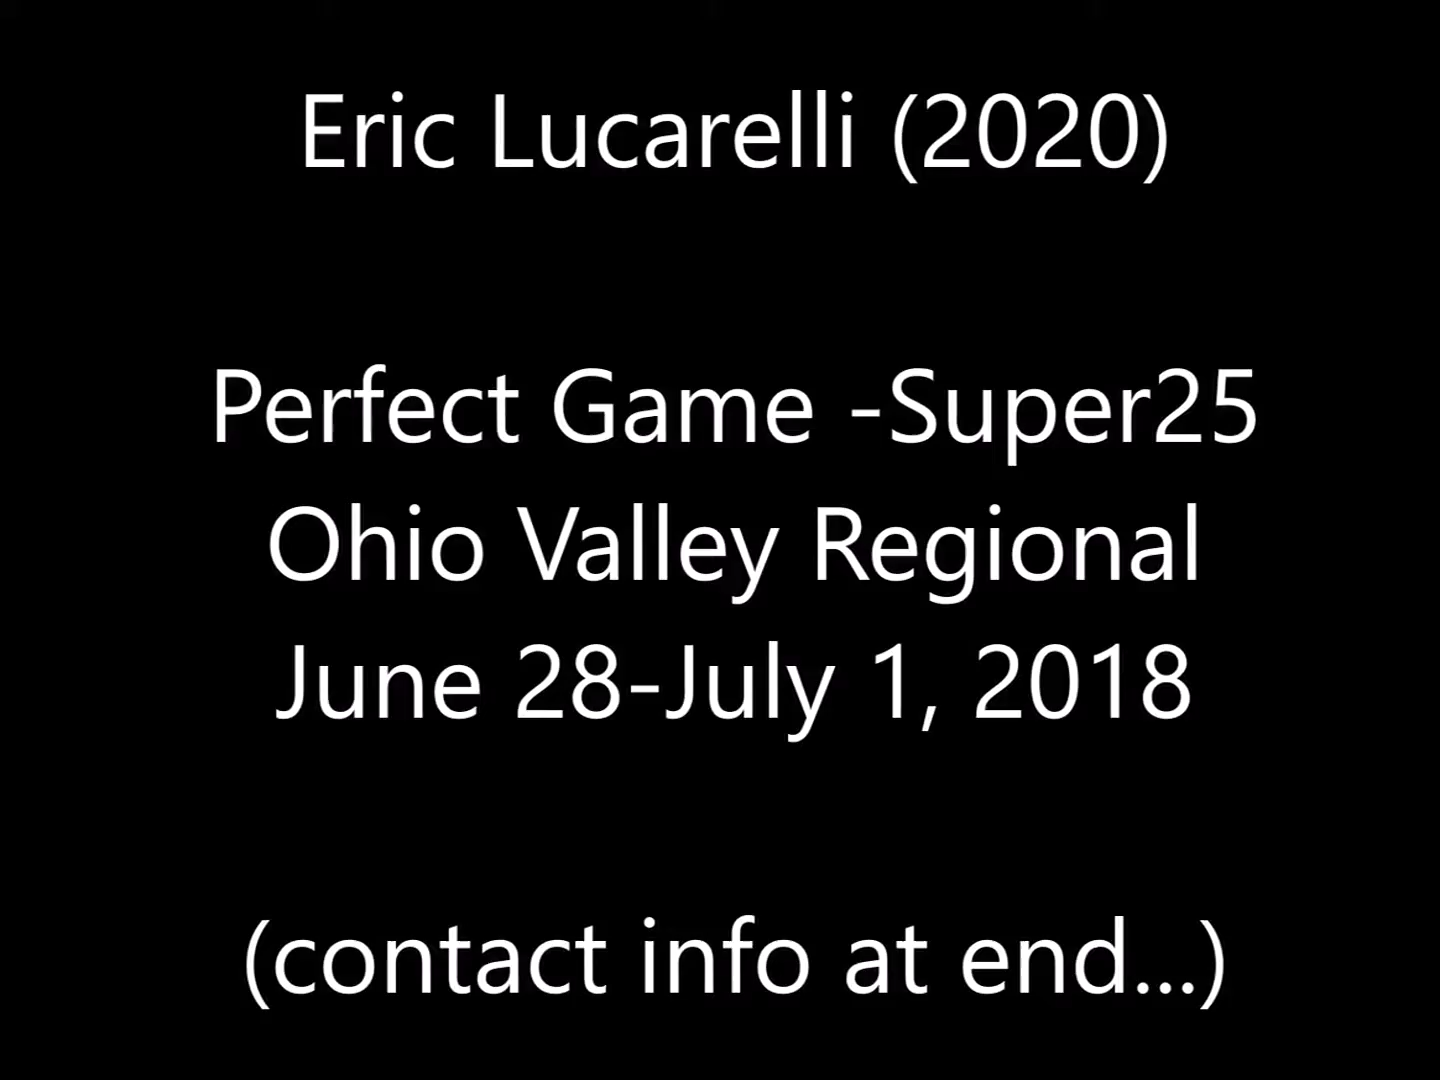 Eric Lucarelli (2020)
Perfect Game -Super25
Ohio Valley Regional
June 28-July 1, 2018
(contact info at end...)